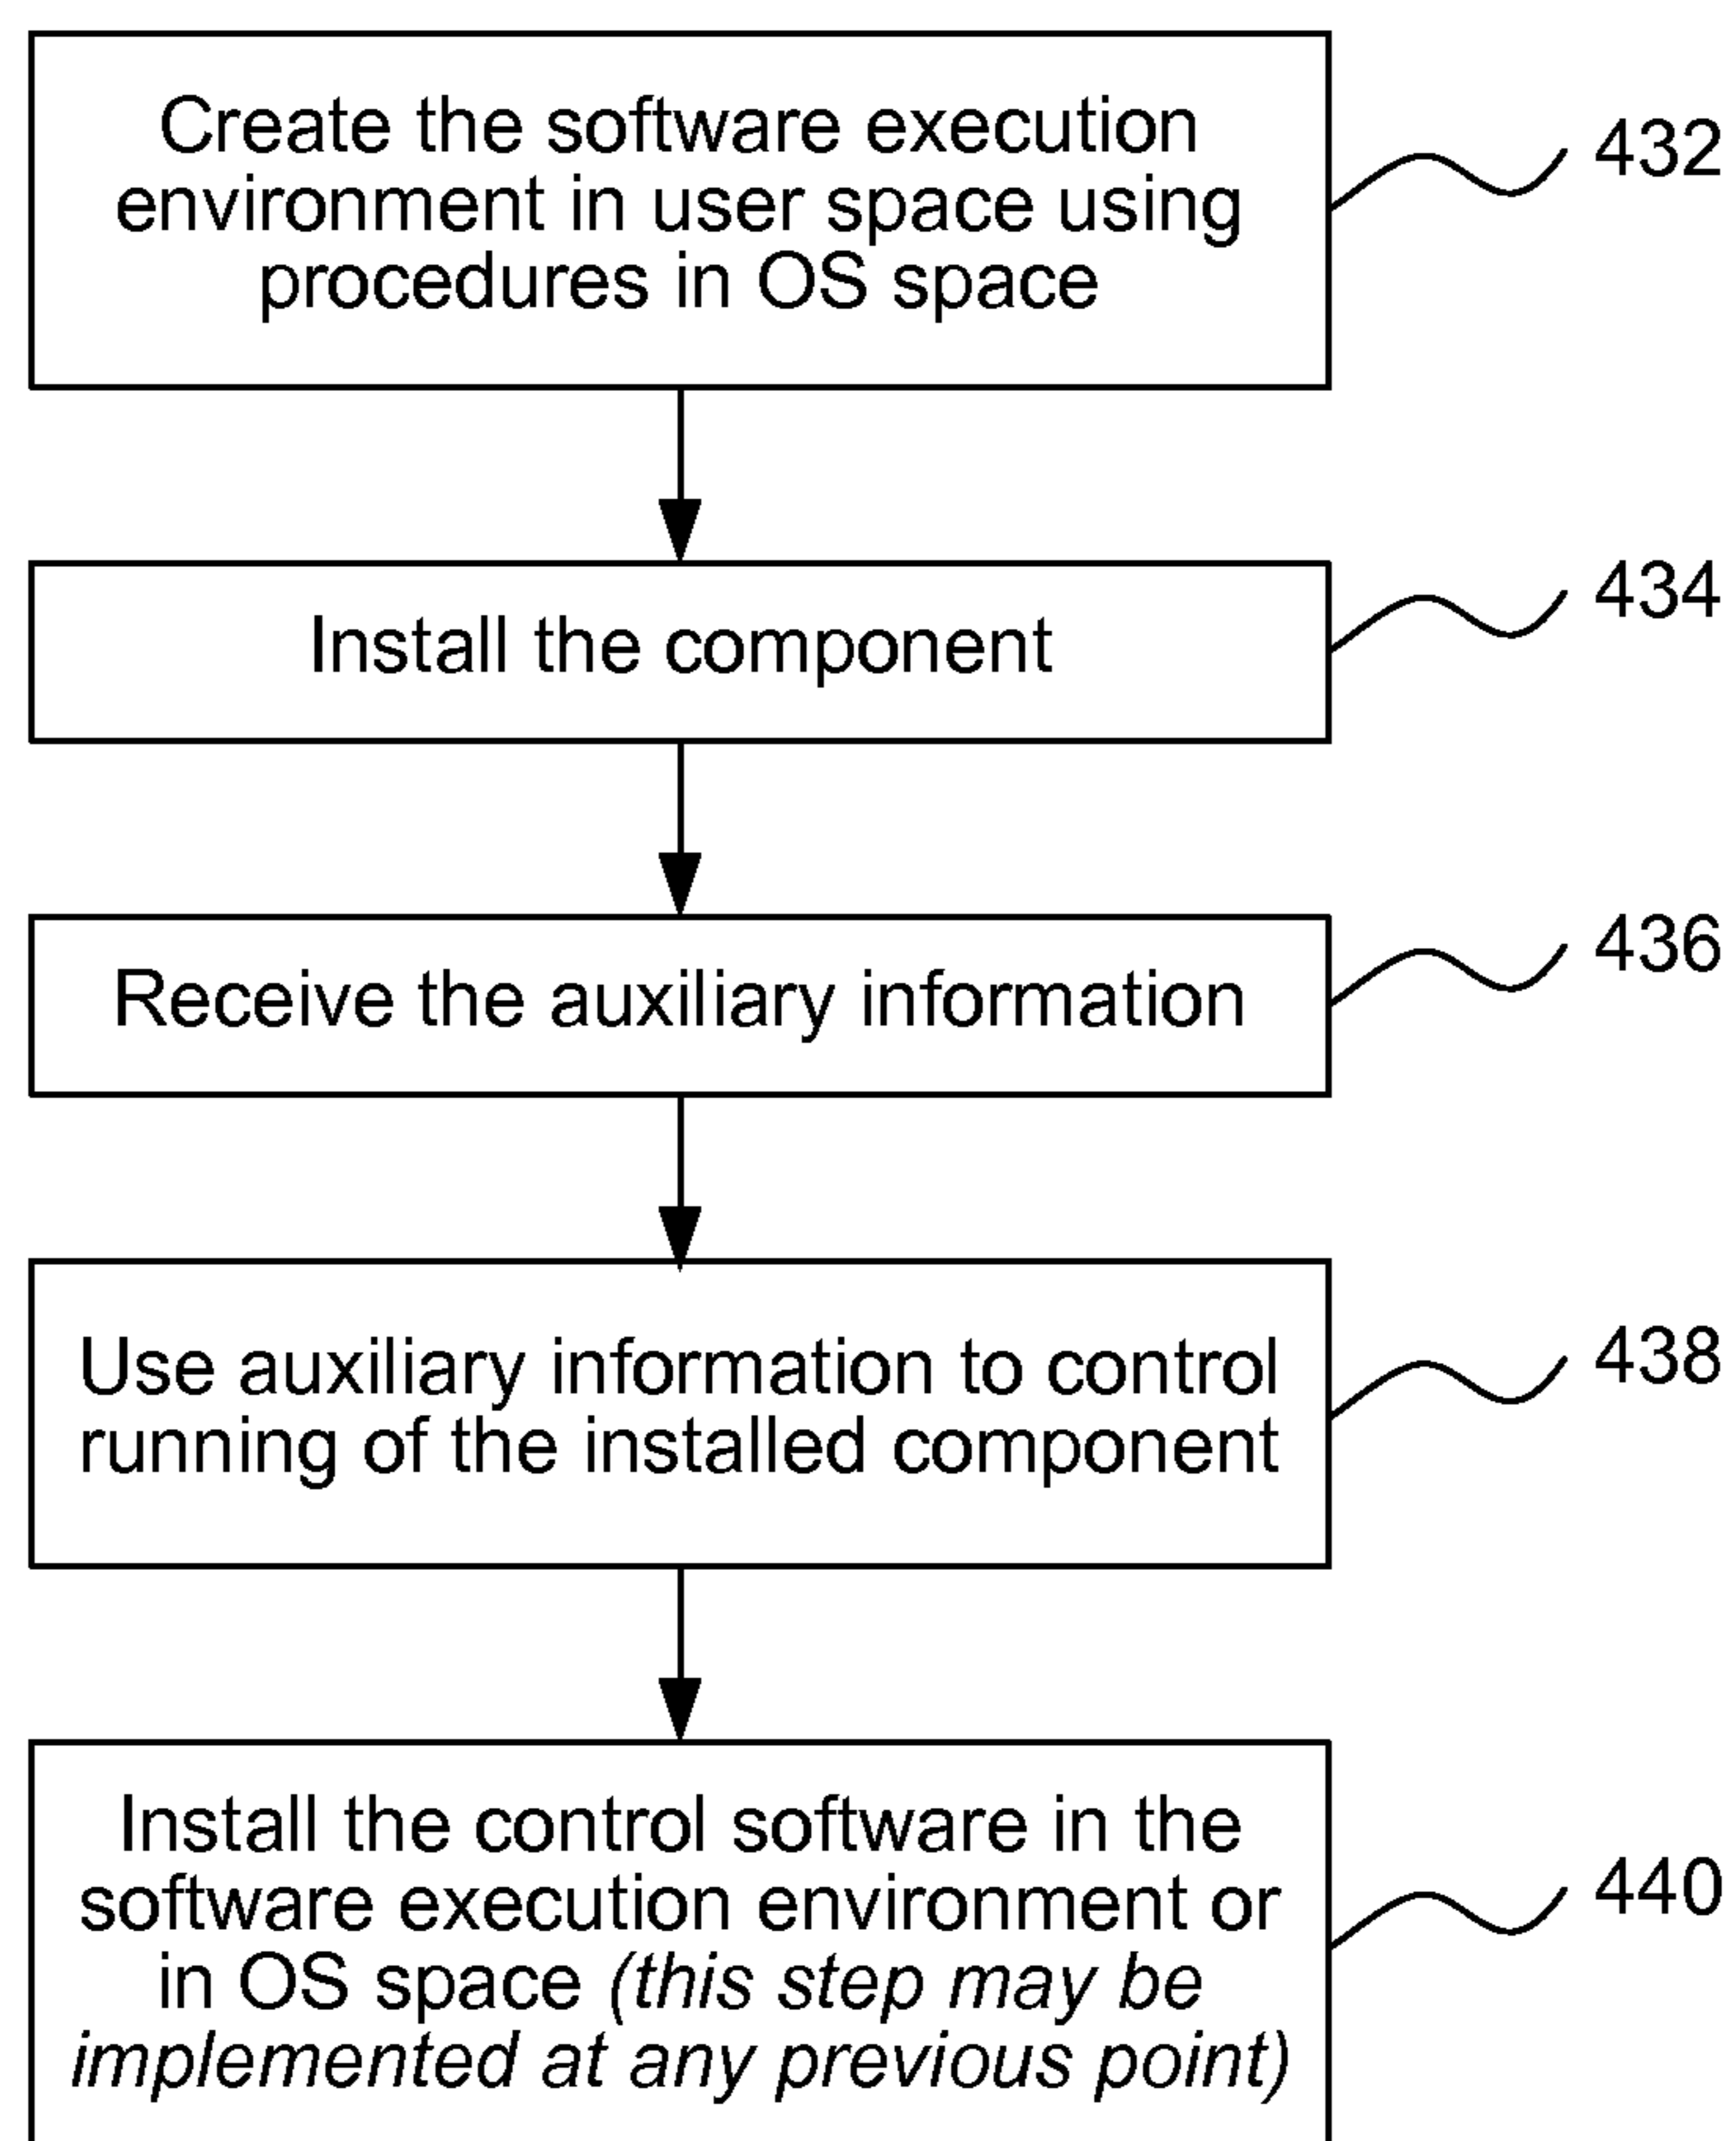 Create the software execution
environment in user space using
procedures in OS space
432
Install the component
434
Receive the auxiliary information
436
Use auxiliary information to control
running of the installed component
438
Install the control software in the
software execution environment or
in OS space (this step may be
implemented at any previous point)
440